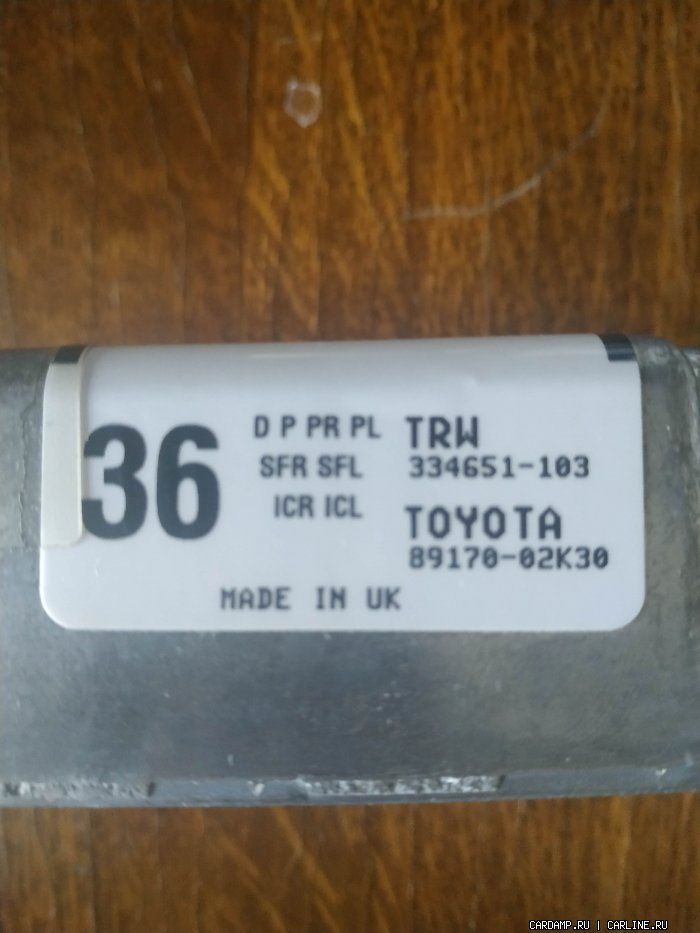 36
D P PR PL
SFR SFL
ICR ICL
TRW
334651-103
TOYOTA
89170-02K30
MADE IN UK
CARDAMP.RU | CARLINE.RU